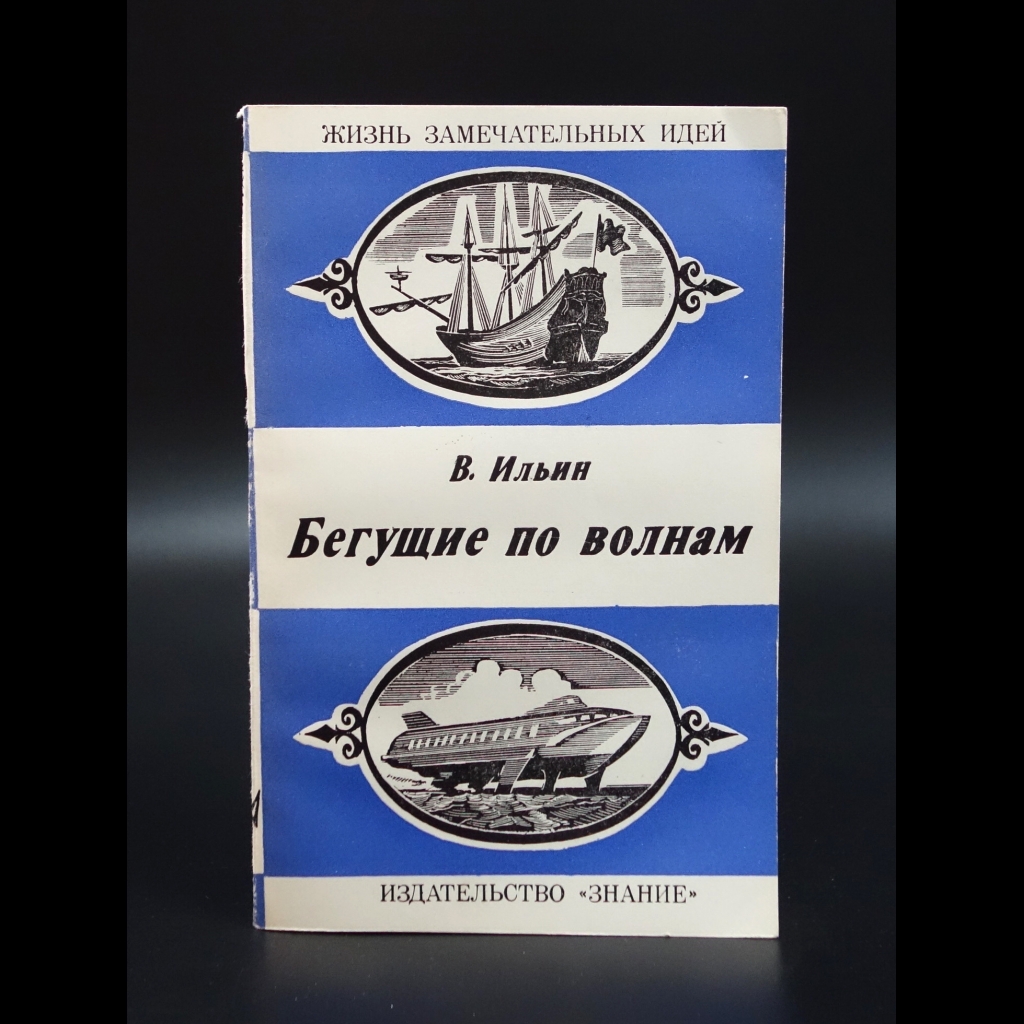 ЖИЗНЬ ЗАМЕЧАТЕЛЬНЫХ ИДЕЙ
В. Ильин
Бегущие по волнам
ИЗДАТЕЛЬСТВО «ЗНАНИЕ»